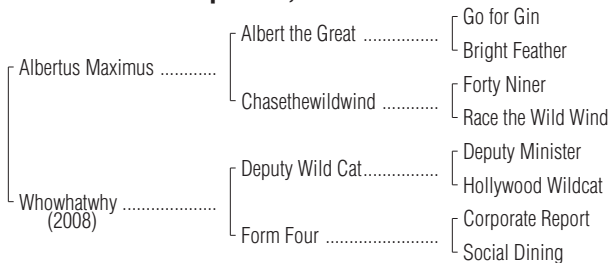 Go for Gin
Albert the Great ................
Bright Feather
Albertus Maximus ............
Forty Niner
Chasethewildwind ............
Race the Wild Wind
Deputy Minister
Deputy Wild Cat................
Hollywood Wildcat
Whowhatwhy ....................
(2008)
Corporate Report
Form Four ........................
Social Dining